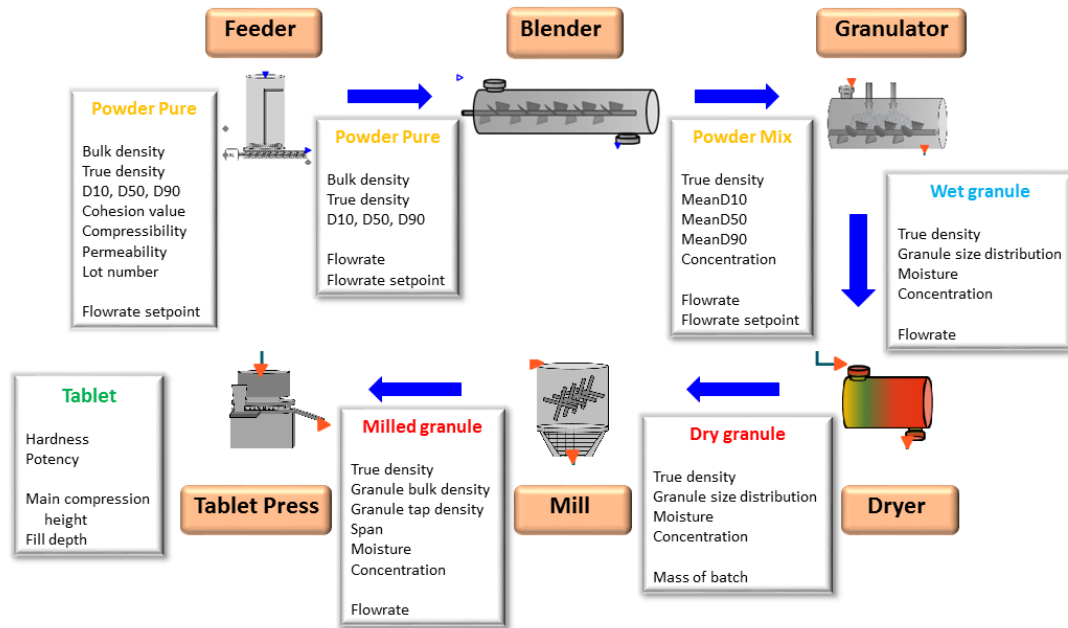 Feeder
Blender
Granulator
Powder Pure
Bulk density
True density
D10, D50, D90
Cohesion value
Compressibility
Permeability
Lot number
Flowrate setpoint
Powder Pure
Bulk density
True density
D10, D50, D90
Flowrate
Flowrate setpoint
Powder Mix
True density
MeanD10
MeanD50
MeanD90
Concentration
Flowrate
Flowrate setpoint
Wet granule
True density
Granule size distribution
Moisture
Concentration
Flowrate
Tablet
Hardness
Potency
Main compression
height
Fill depth
Tablet Press
Milled granule
True density
Granule bulk density
Granule tap density
Span
Moisture
Concentration
Flowrate
Mill
Dry granule
True density
Granule size distribution
Moisture
Concentration
Mass of batch
Dryer